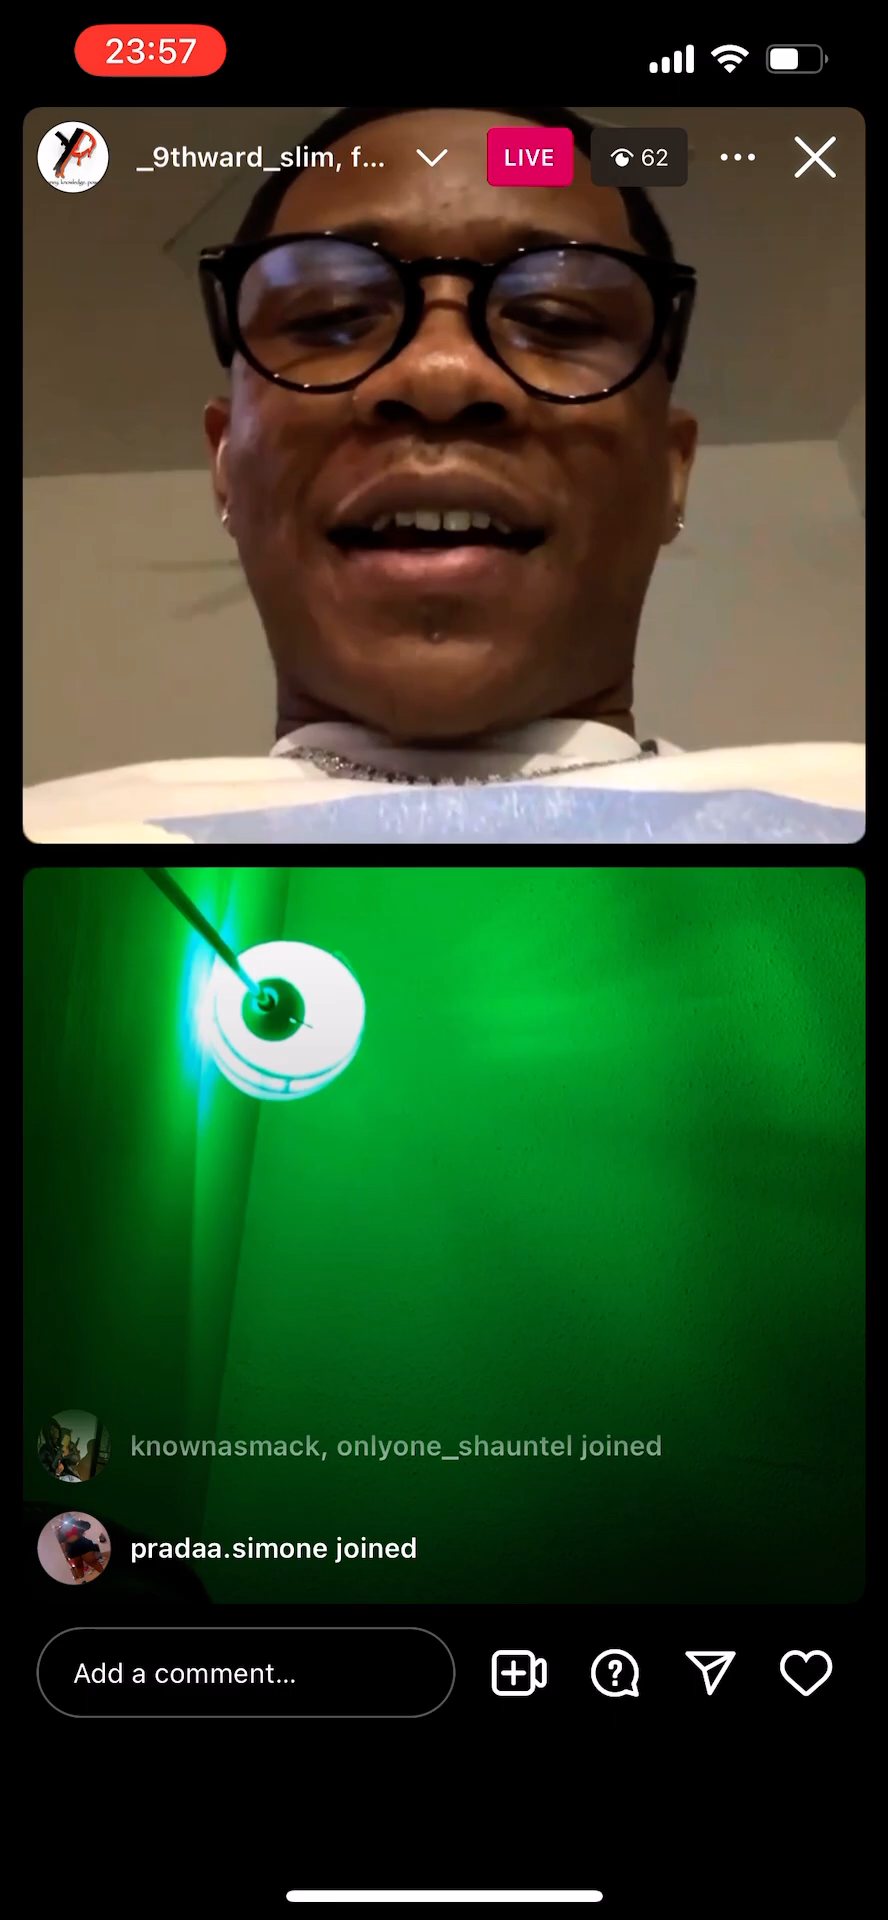 23:57
_9thward_slim, f...
LIVE
62
knownasmack, onlyone_shauntel joined
pradaa.simone joined
Add a comment...